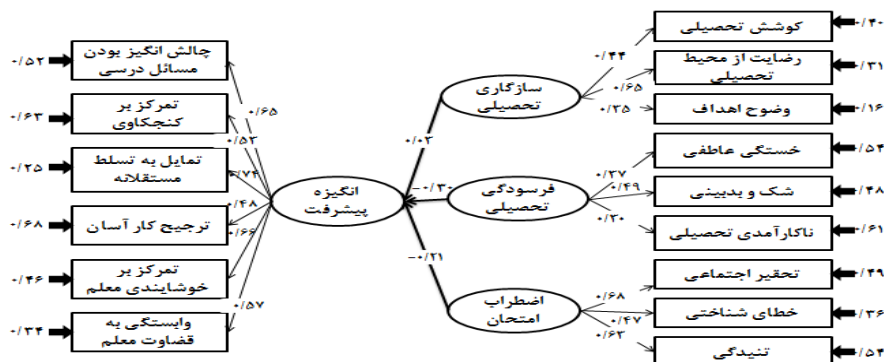 کوشش تحصیلی
۰/۴۰
۰/۴۴
رضایت از محیط
تحصیلی
۰/۳۱
۰/۶۵
وضوح اهداف
۰/۱۶
۰/۳۵
سازگاری
تحصیلی
۰/۰۲
خستگی عاطفی
۰/۵۴
۰/۲۷
شک و بدبینی
۰/۴۸
۰/۴۹
ناکارآمدی تحصیلی
۰/۶۱
۰/۲۰
فرسودگی
تحصیلی
-۰/۳۰
تحقیر اجتماعی
۰/۴۹
۰/۶۸
خطای شناختی
۰/۳۶
۰/۴۷
تنیدگی
۰/۵۴
۰/۶۳
اضطراب
امتحان
-۰/۲۱
انگیزه
پیشرفت
چالش انگیز بودن
مسائل درسی
۰/۵۲
۰/۶۵
تمرکز بر
کنجکاوی
۰/۶۳
۰/۵۲
تمایل به تسلط
مستقلانه
۰/۲۵
۰/۷۴
ترجیح کار آسان
۰/۶۸
۰/۴۸
تمرکز بر
خوشایندی معلم
۰/۴۶
۰/۶۶
وابستگی به
قضاوت معلم
۰/۳۴
۰/۵۷